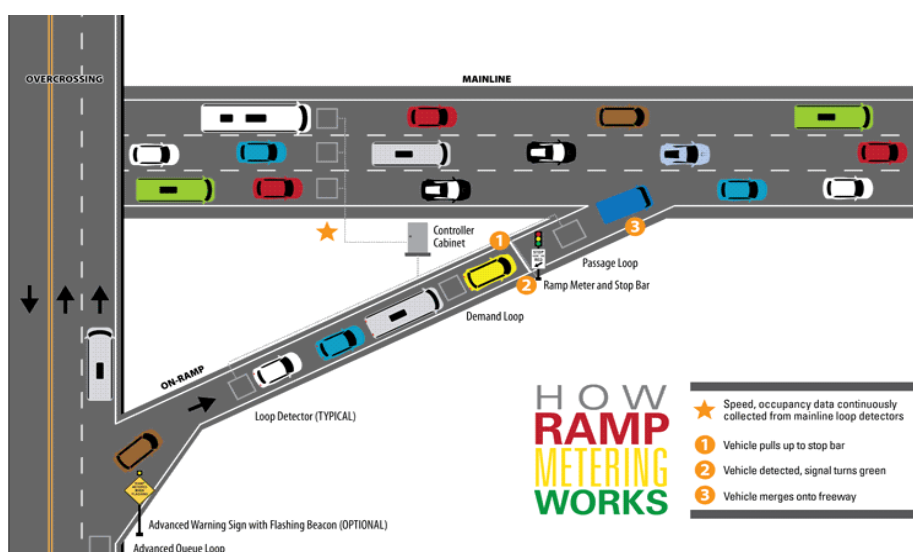 OVERCROSSING
MAINLINE
Controller
Cabinet
1
3
Passage Loop
2
Ramp Meter and Stop Bar
Demand Loop
ON-RAMP
Loop Detector (TYPICAL)
HOW
RAMP
METERING
WORKS
Speed, occupancy data continuously
collected from mainline loop detectors
1 Vehicle pulls up to stop bar
2 Vehicle detected, signal turns green
3 Vehicle merges onto freeway
Advanced Warning Sign with Flashing Beacon (OPTIONAL)
Advanced Queue Loop